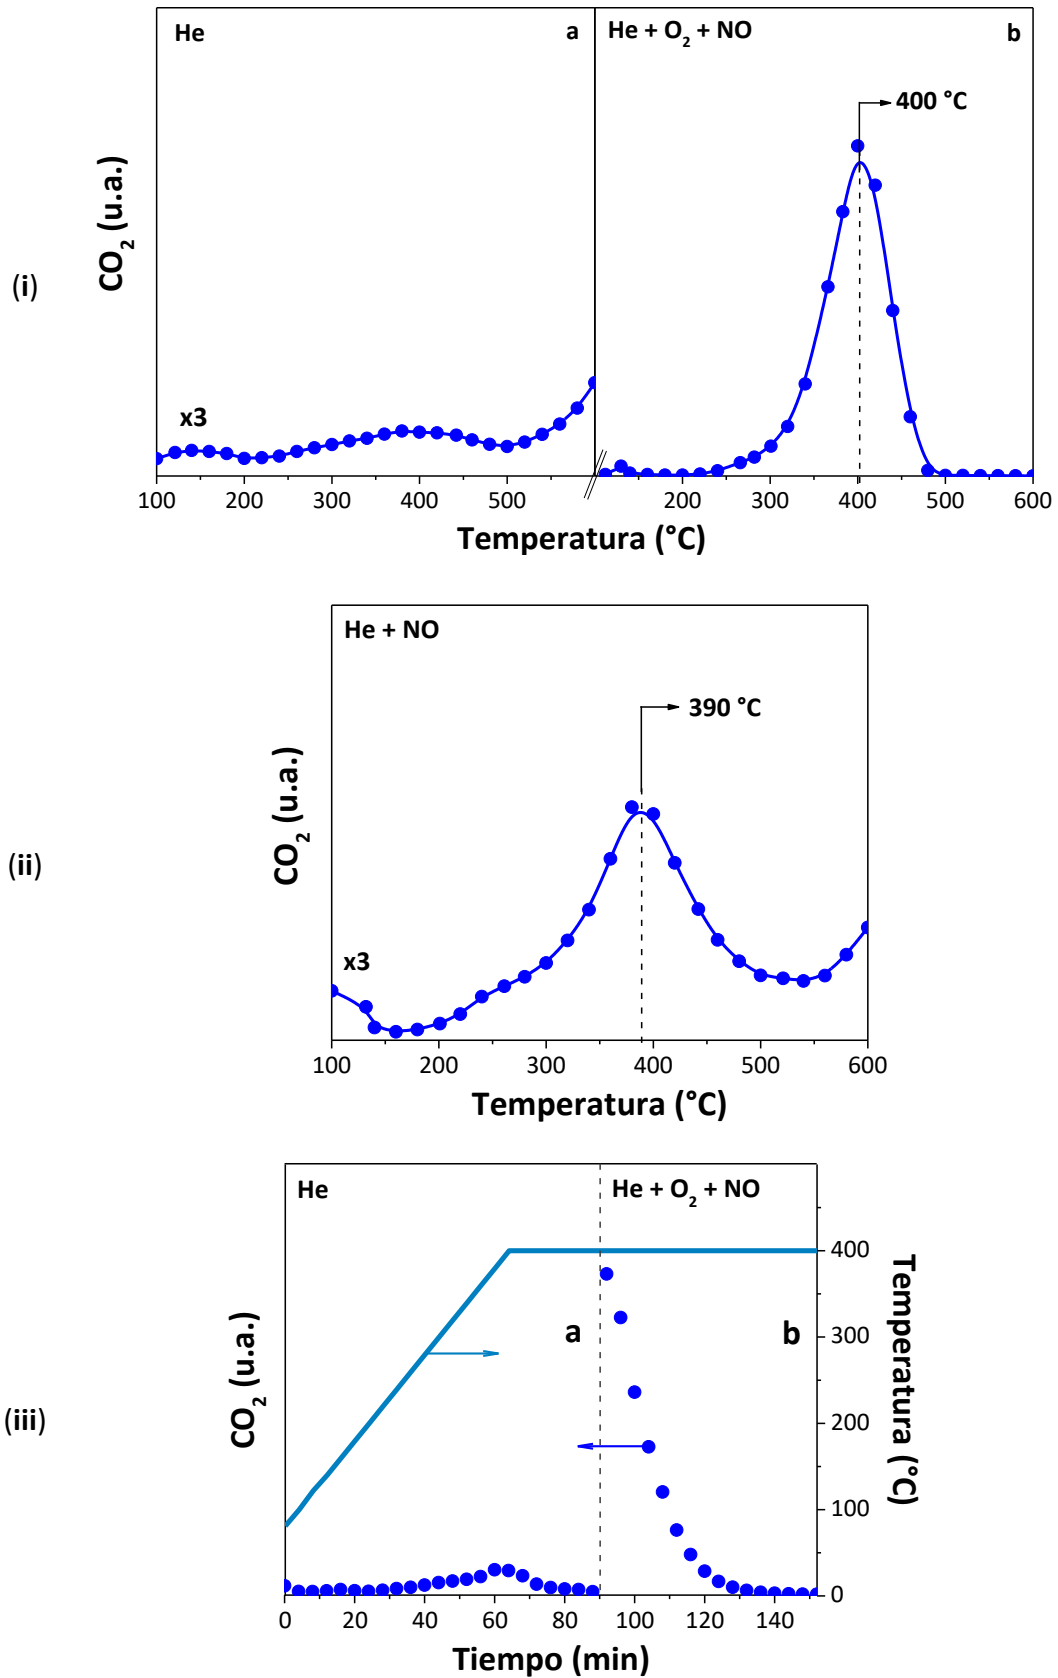 He
a
He + O₂ + NO
b
400 °C
CO₂ (u.a.)
(i)
x3
100 200 300 400 500 200 300 400 500 600
Temperatura (°C)
He + NO
390 °C
CO₂ (u.a.)
(ii)
x3
100 200 300 400 500 600
Temperatura (°C)
He
He + O₂ + NO
400
300
200
100
0
a
b
CO₂ (u.a.)
Temperatura (°C)
(iii)
0 20 40 60 80 100 120 140
Tiempo (min)